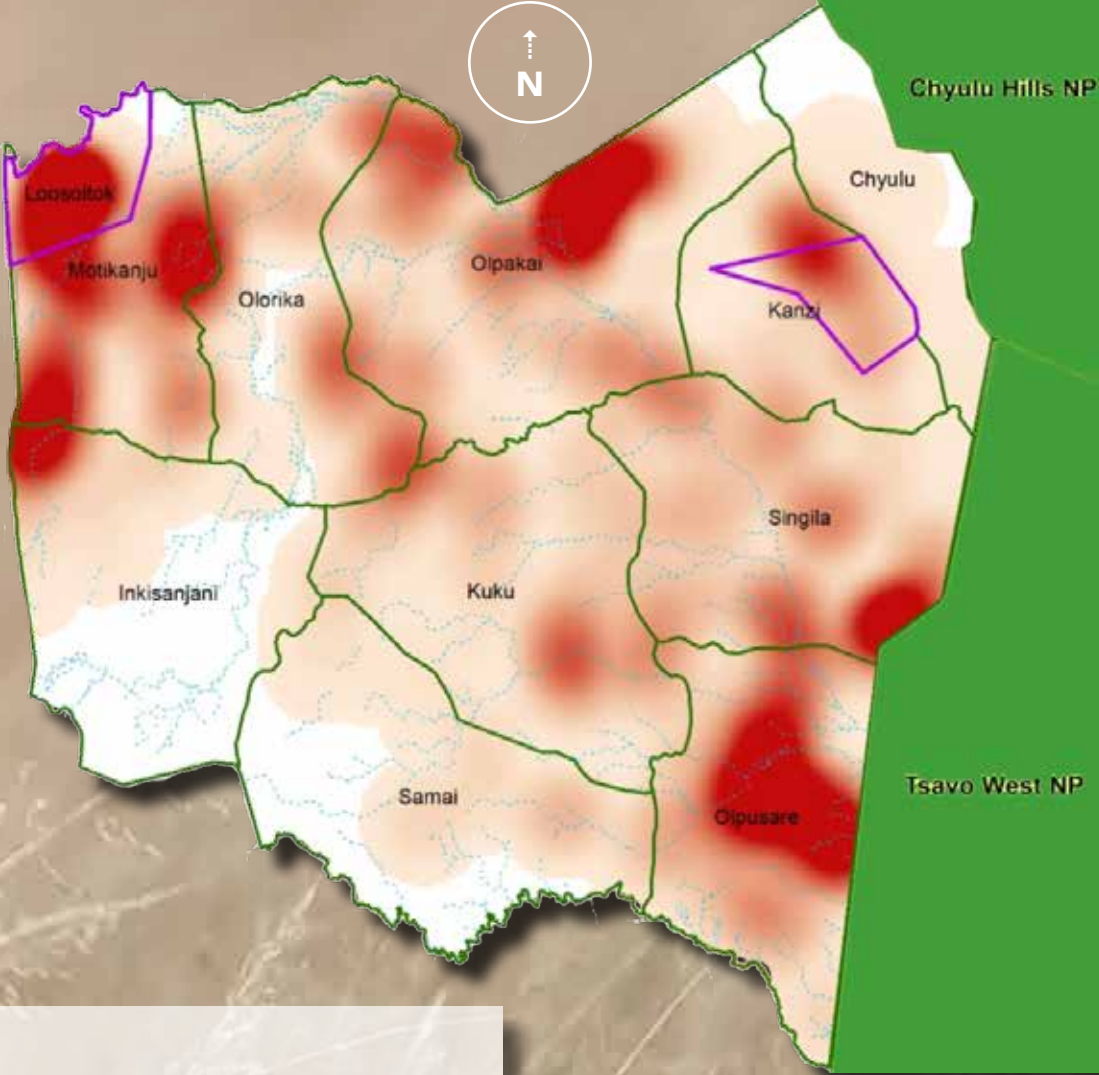 N
Chyulu Hills NP
Chyulu
Loosoitok
Olpakai
Motikanju
Olorika
Kanzi
Singila
Inkisanjani
Kuku
Tsavo West NP
Samai
Olpusare